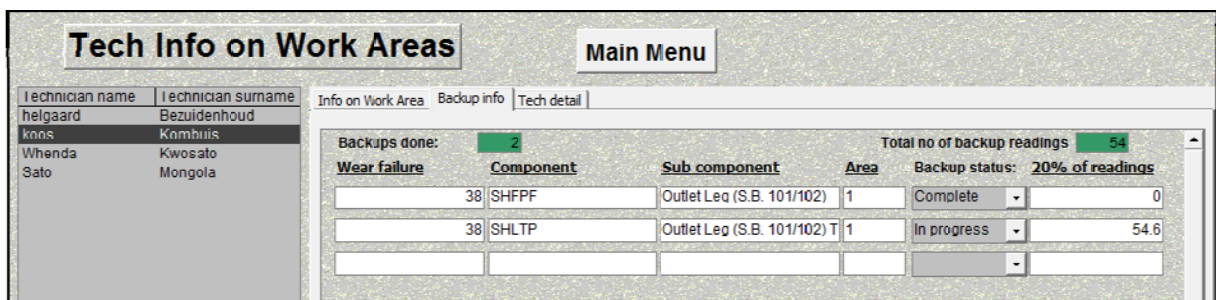 Tech Info on Work Areas
Main Menu
Technician name Technician surname
helgaard Bezuidenhoud
koos Kombuis
Whenda Kwosato
Sato Mongola
Info on Work Area Backup info Tech detail
Backups done: 2 Total no of backup readings 54
Wear failure Component Sub component Area Backup status: 20% of readings
38 SHFPF Outlet Leg (S.B. 101/102) 1 Complete 0
38 SHLTP Outlet Leg (S.B. 101/102) T 1 In progress 54.6